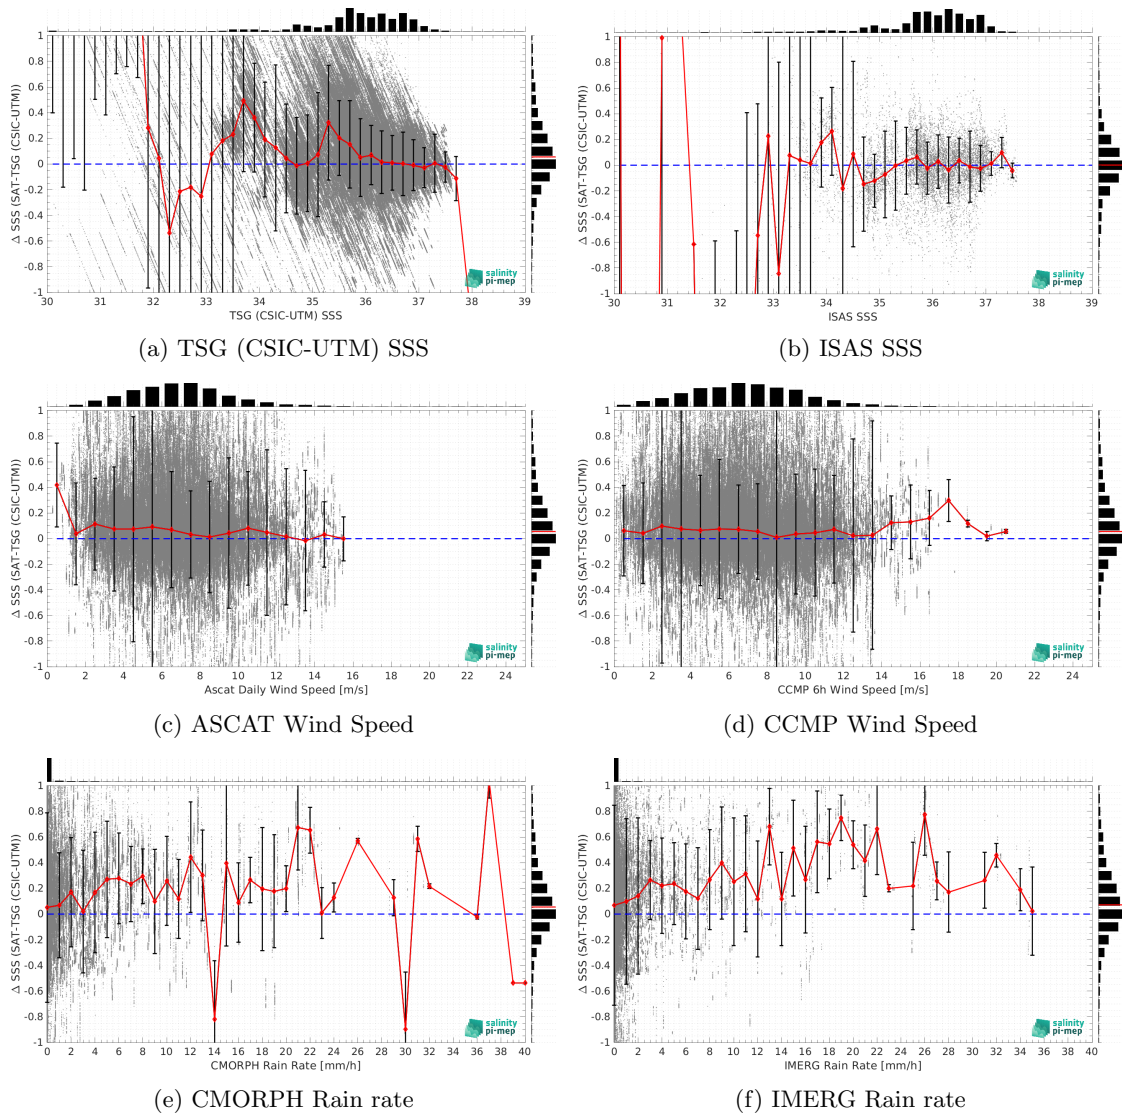 Δ SSS (SAT-TSG (CSIC-UTM))
1
0.8
0.6
0.4
0.2
0
-0.2
-0.4
-0.6
-0.8
-1
salinity
pi-mep
30 31 32 33 34 35 36 37 38 39
TSG (CSIC-UTM) SSS
(a) TSG (CSIC-UTM) SSS
Δ SSS (SAT-TSG (CSIC-UTM))
1
0.8
0.6
0.4
0.2
0
-0.2
-0.4
-0.6
-0.8
-1
salinity
pi-mep
30 31 32 33 34 35 36 37 38 39
ISAS SSS
(b) ISAS SSS
Δ SSS (SAT-TSG (CSIC-UTM))
1
0.8
0.6
0.4
0.2
0
-0.2
-0.4
-0.6
-0.8
-1
salinity
pi-mep
0 2 4 6 8 10 12 14 16 18 20 22 24
Ascat Daily Wind Speed [m/s]
(c) ASCAT Wind Speed
Δ SSS (SAT-TSG (CSIC-UTM))
1
0.8
0.6
0.4
0.2
0
-0.2
-0.4
-0.6
-0.8
-1
salinity
pi-mep
0 2 4 6 8 10 12 14 16 18 20 22 24
CCMP 6h Wind Speed [m/s]
(d) CCMP Wind Speed
Δ SSS (SAT-TSG (CSIC-UTM))
1
0.8
0.6
0.4
0.2
0
-0.2
-0.4
-0.6
-0.8
-1
salinity
pi-mep
0 2 4 6 8 10 12 14 16 18 20 22 24 26 28 30 32 34 36 38 40
CMORPH Rain Rate [mm/h]
(e) CMORPH Rain rate
Δ SSS (SAT-TSG (CSIC-UTM))
1
0.8
0.6
0.4
0.2
0
-0.2
-0.4
-0.6
-0.8
-1
salinity
pi-mep
0 2 4 6 8 10 12 14 16 18 20 22 24 26 28 30 32 34 36 38 40
IMERG Rain Rate [mm/h]
(f) IMERG Rain rate